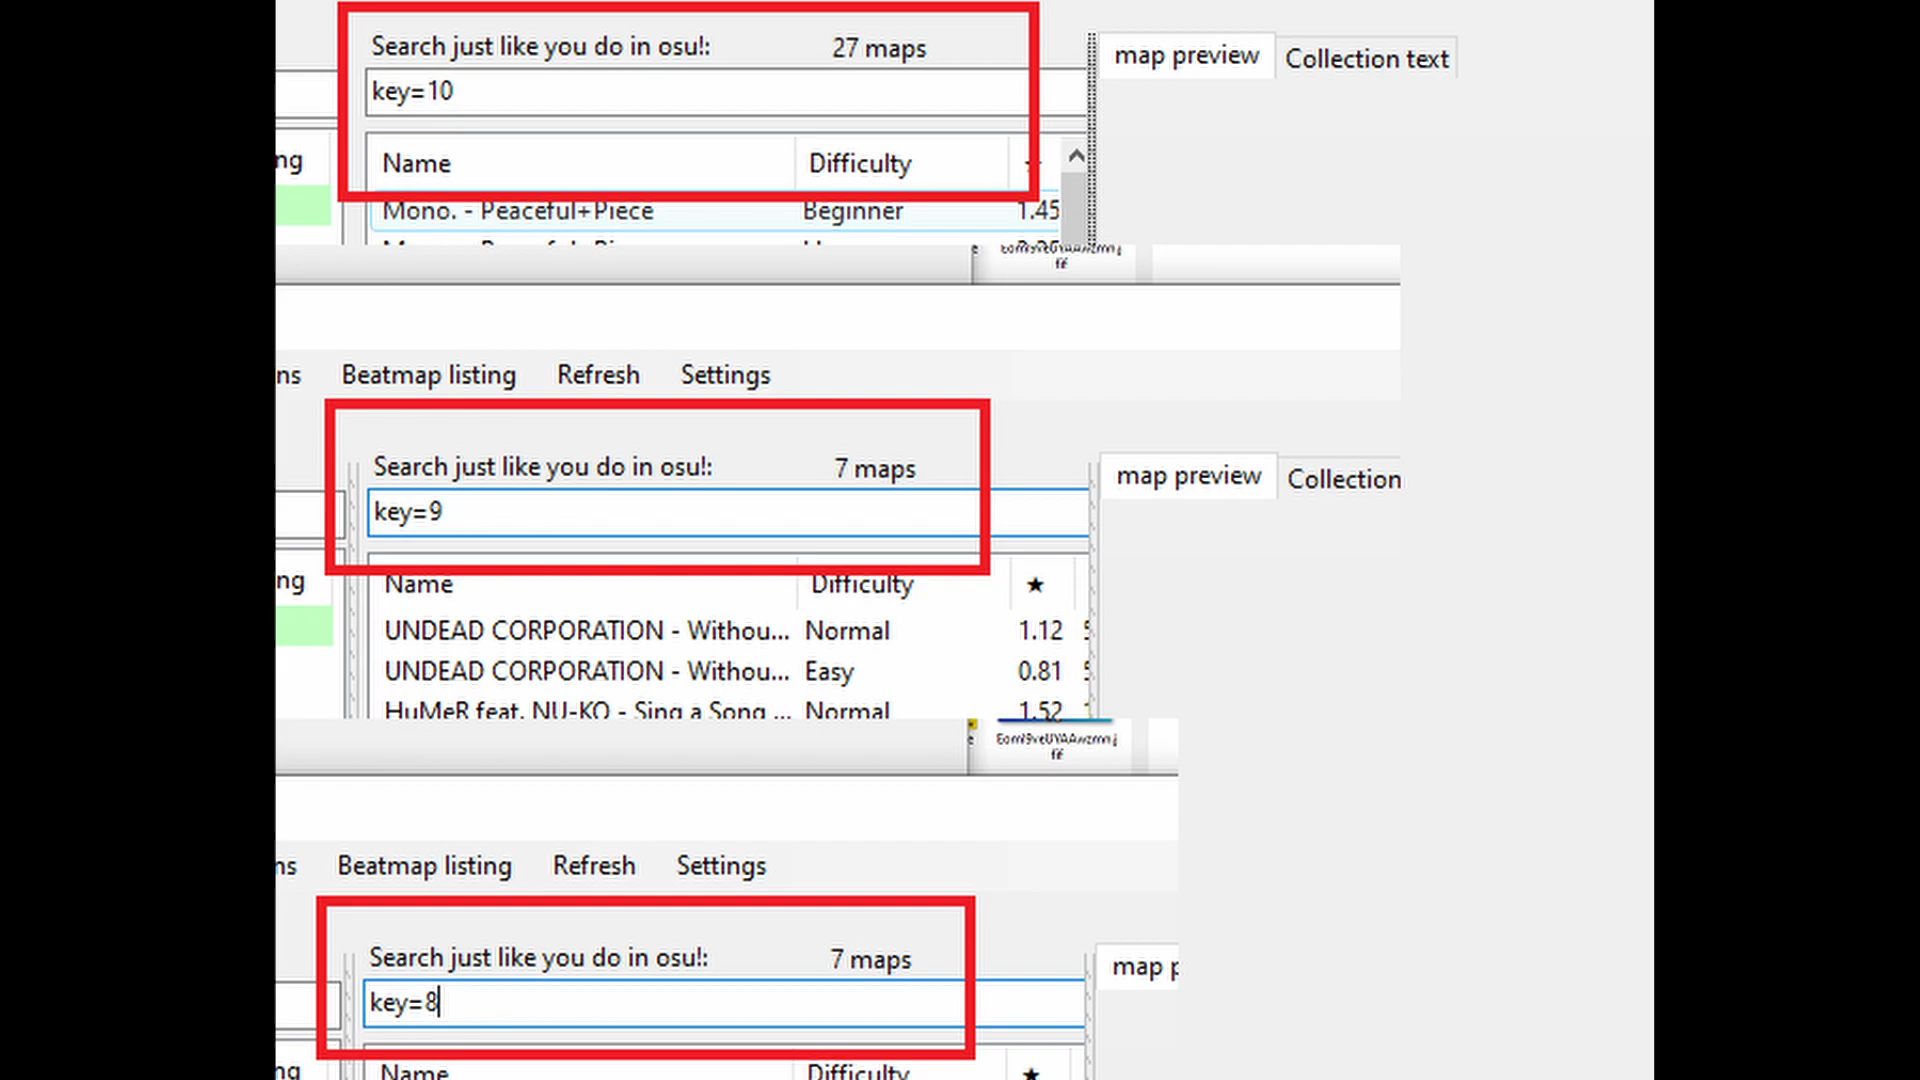 Search just like you do in osu!: 27 maps
map preview Collection text
key=10
ng Name Difficulty
Mono. - Peaceful+Piece Beginner 1.45
fif
ns Beatmap listing Refresh Settings
Search just like you do in osu!: 7 maps
map preview Collection
key=9
ng Name Difficulty ★
UNDEAD CORPORATION - Withou... Normal 1.12
UNDEAD CORPORATION - Withou... Easy 0.81
HuMeR feat. NU-KO - Sing a Song ... Normal 1.52
fif
ns Beatmap listing Refresh Settings
Search just like you do in osu!: 7 maps
map p
key=8
ng Name Difficulty ★